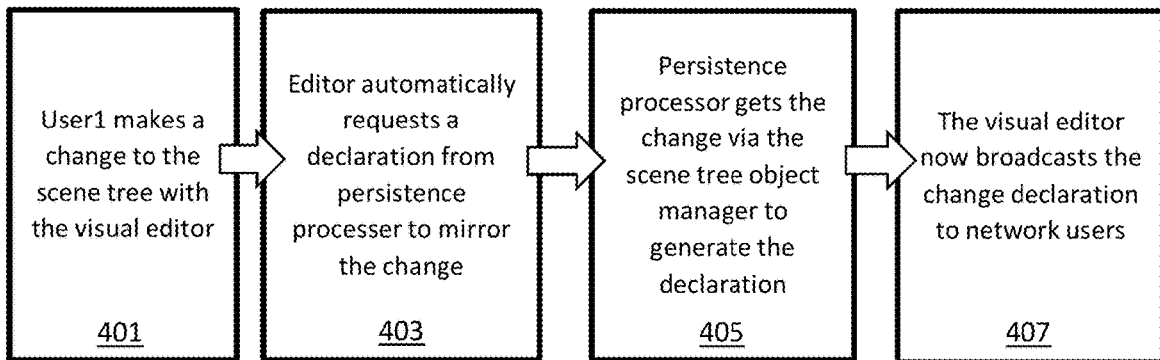 User1 makes a
change to the
scene tree with
the visual editor
401
Editor automatically
requests a
declaration from
persistence
processer to mirror
the change
403
Persistence
processor gets the
change via the
scene tree object
manager to
generate the
declaration
405
The visual editor
now broadcasts the
change declaration
to network users
407